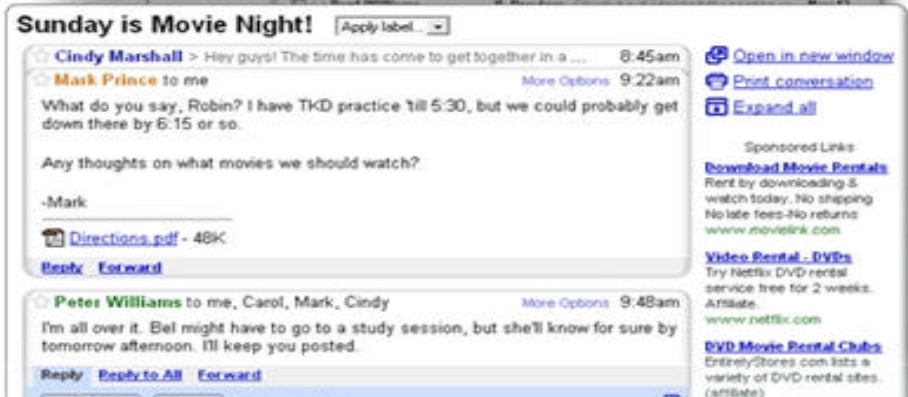 Sunday is Movie Night!
Apply label...
Cindy Marshall > Hey guys! The time has come to get together in a ... 8:45am
Mark Prince to me More Options 9:22am
What do you say, Robin? I have TKD practice 'till 5:30, but we could probably get
down there by 6:15 or so.
Any thoughts on what movies we should watch?
-Mark
Directions.pdf - 48K
Reply Forward
Peter Williams to me, Carol, Mark, Cindy More Options 9:48am
I'm all over it. Bel might have to go to a study session, but she'll know for sure by
tomorrow afternoon. I'll keep you posted.
Reply Reply to All Forward
Open in new window
Print conversation
Expand all
Sponsored Links
Download Movie Rentals
Rent by downloading &
watch today. No shipping
No late fees-No returns
www.movielink.com
Video Rental - DVDs
Try Netflix DVD rental
service free for 2 weeks.
Affiliate.
www.netflix.com
DVD Movie Rental Clubs
EntirelyStores.com lists a
variety of DVD rental sites.
(affiliate)